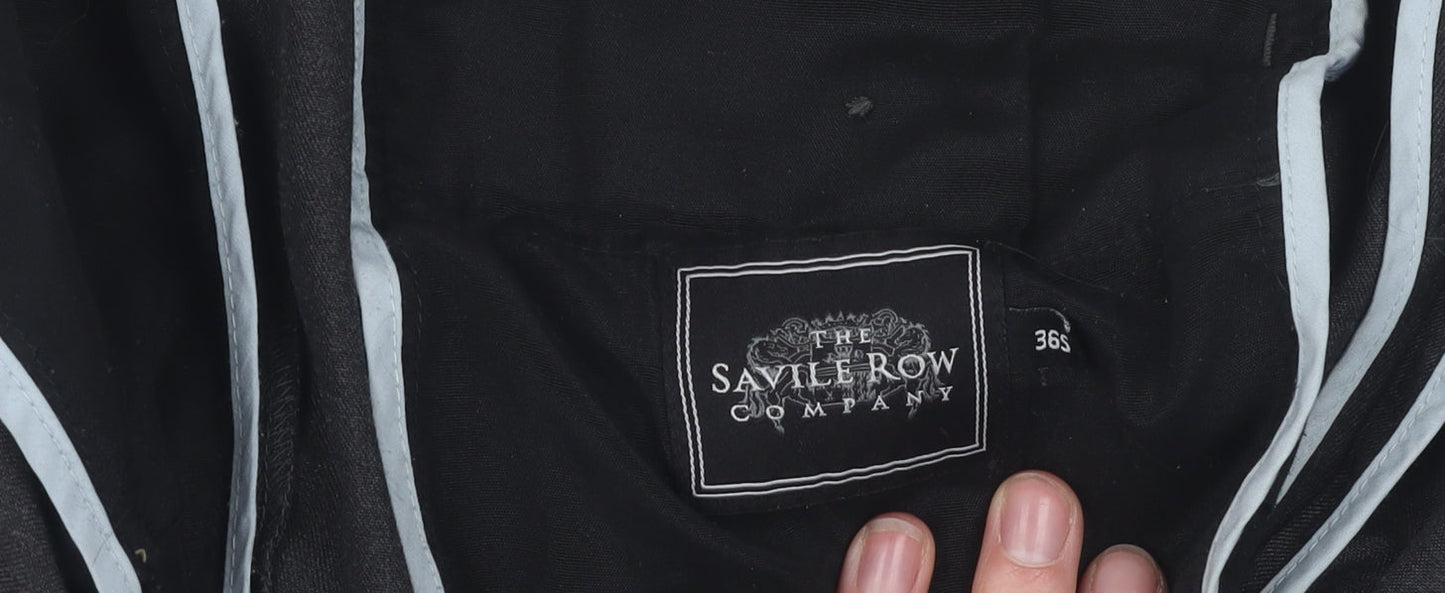 THE
SAVILE ROW
COMPANY
36S